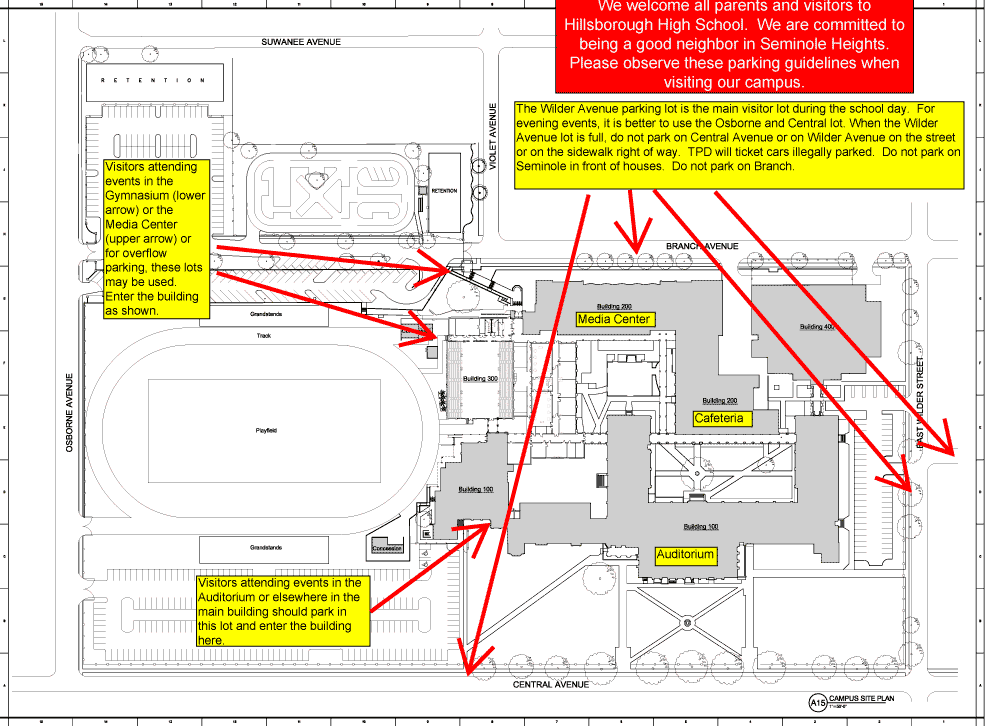 We welcome all parents and visitors to
Hillsborough High School. We are committed to
being a good neighbor in Seminole Heights.
Please observe these parking guidelines when
visiting our campus.
SUWANEE AVENUE
RETENTION
VIOLET AVENUE
The Wilder Avenue parking lot is the main visitor lot during the school day. For
evening events, it is better to use the Osborne and Central lot. When the Wilder
Avenue lot is full, do not park on Central Avenue or on Wilder Avenue on the street
or on the sidewalk right of way. TPD will ticket cars illegally parked. Do not park on
Seminole in front of houses. Do not park on Branch.
Visitors attending
events in the
Gymnasium (lower
arrow) or the
Media Center
(upper arrow) or
for overflow
parking, these lots
may be used.
Enter the building
as shown.
RETENTION
BRANCH AVENUE
Grandstands
Track
Building 200
Media Center
Building 400
Building 300
Building 200
Cafeteria
OSBORNE AVENUE
Playfield
EAST WILDER STREET
Building 100
Building 100
Auditorium
Grandstands
Concession
Visitors attending events in the
Auditorium or elsewhere in the
main building should park in
this lot and enter the building
here.
CENTRAL AVENUE
A15
CAMPUS SITE PLAN